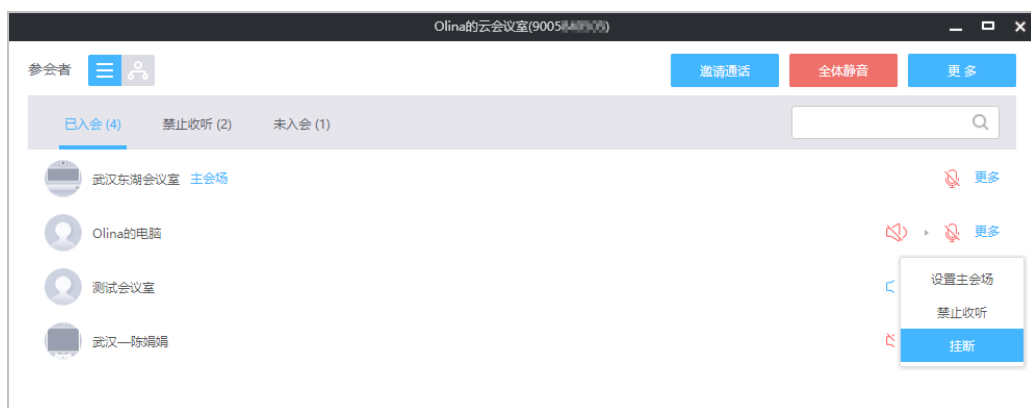 Olina的云会议室(9005
参会者 邀请通话 全体静音 更多
已入会 (4) 禁止收听 (2) 未入会 (1)
武汉东湖会议室 主会场 更多
Olina的电脑 更多
设置主会场
测试会议室
禁止收听
武汉—陈娟娟
挂断